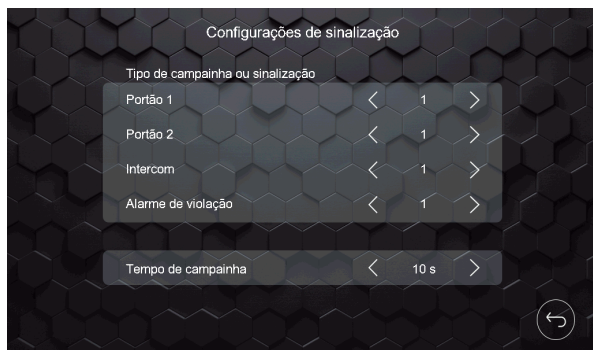 Configurações de sinalização
Tipo de campainha ou sinalização
Portão 1 1
Portão 2 1
Intercom 1
Alarme de violação 1
Tempo de campainha 10 s